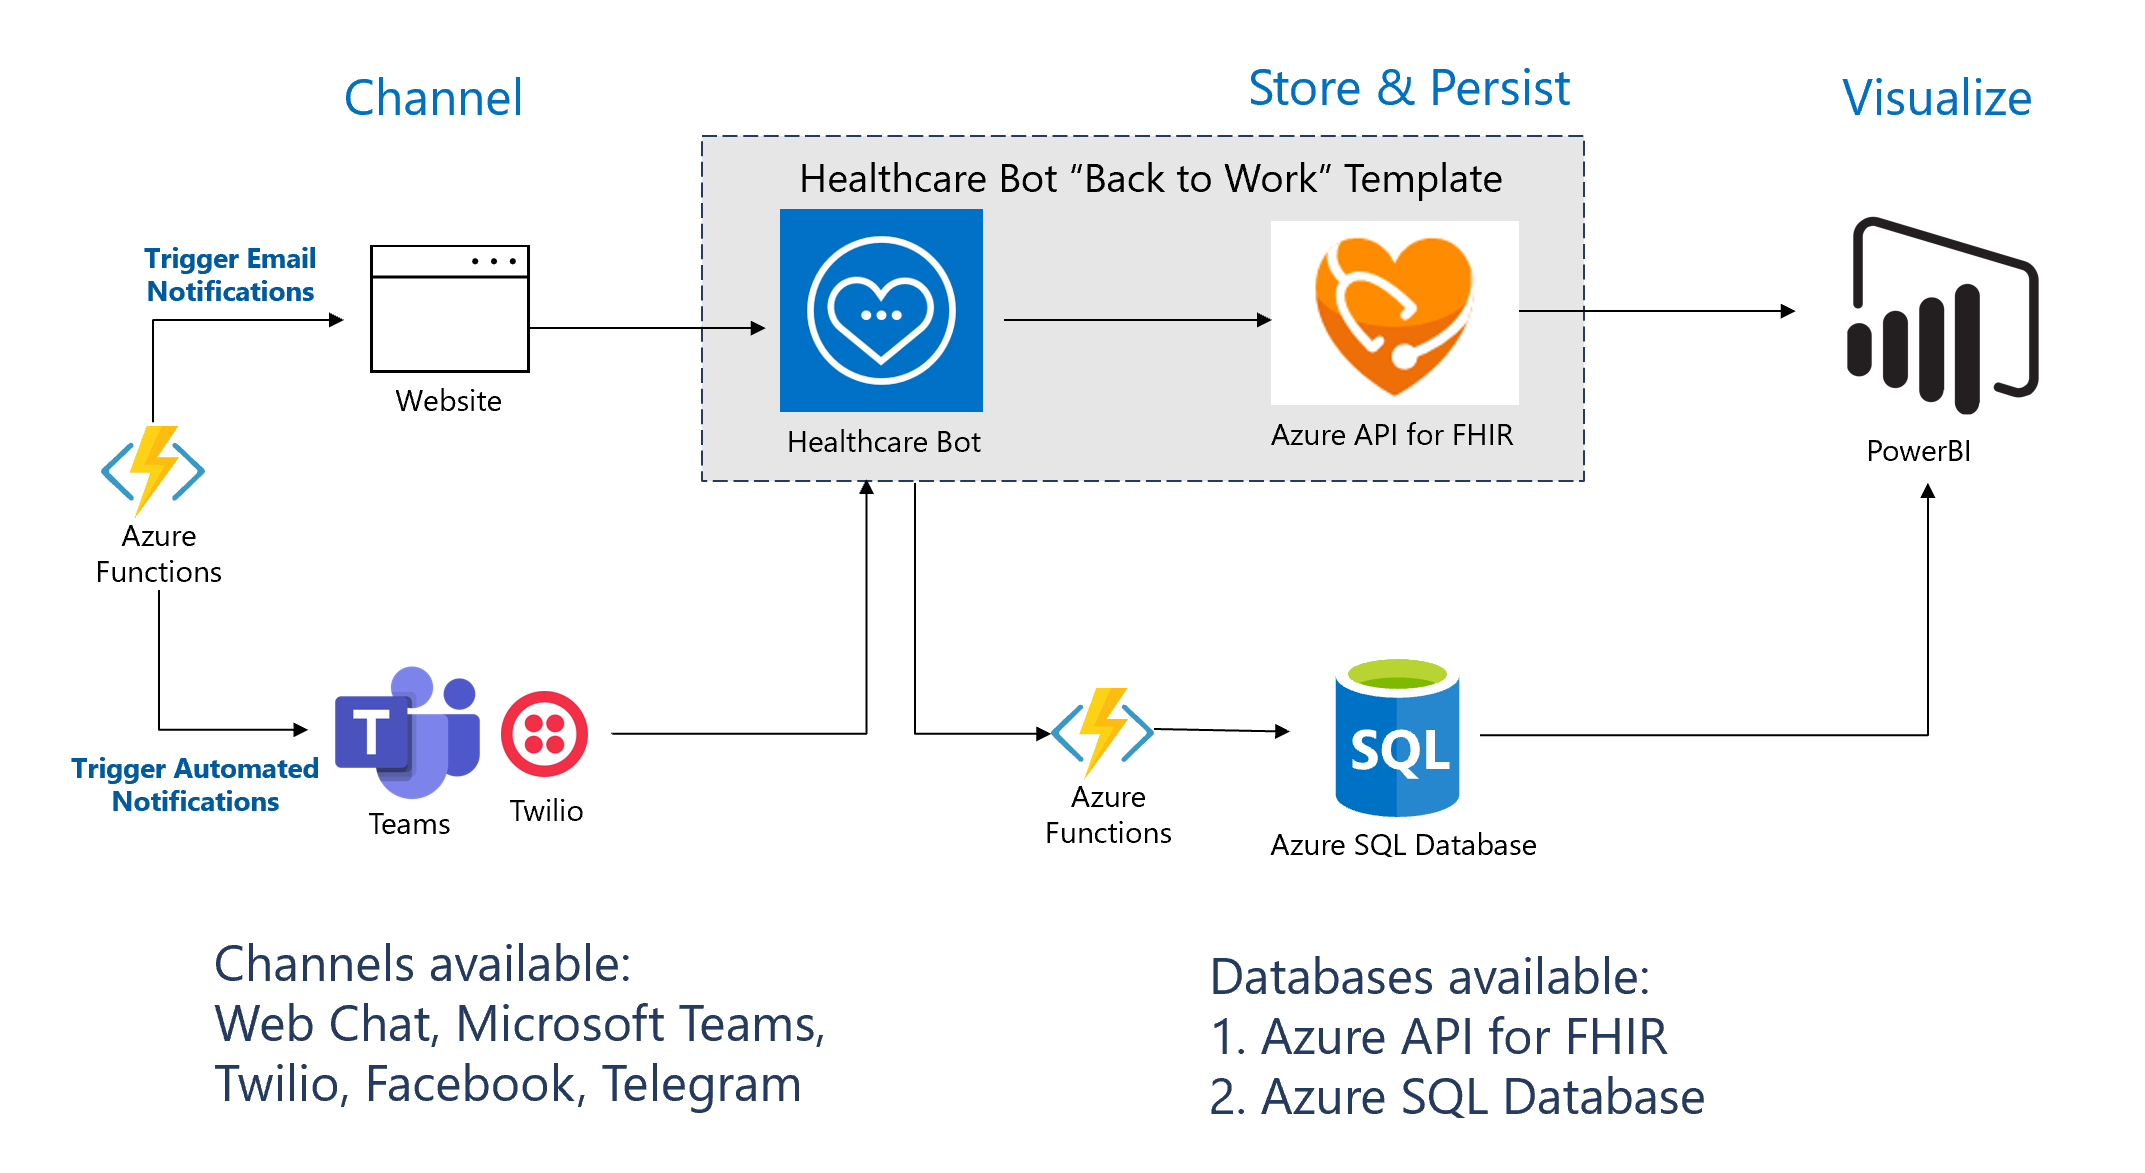 Channel
Store & Persist
Visualize
Healthcare Bot “Back to Work” Template
Trigger Email
Notifications
Website
Healthcare Bot
Azure API for FHIR
PowerBI
Azure
Functions
Trigger Automated
Notifications
T
Teams
Twilio
Azure
Functions
SQL
Azure SQL Database
Channels available:
Web Chat, Microsoft Teams,
Twilio, Facebook, Telegram
Databases available:
1. Azure API for FHIR
2. Azure SQL Database